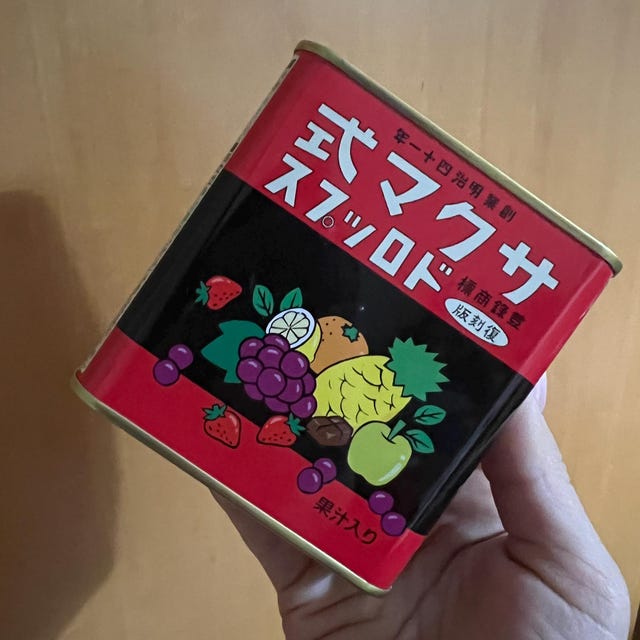 創業明治四十一年
サクマ式
ドロップス
登録商標
復刻版
果汁入り